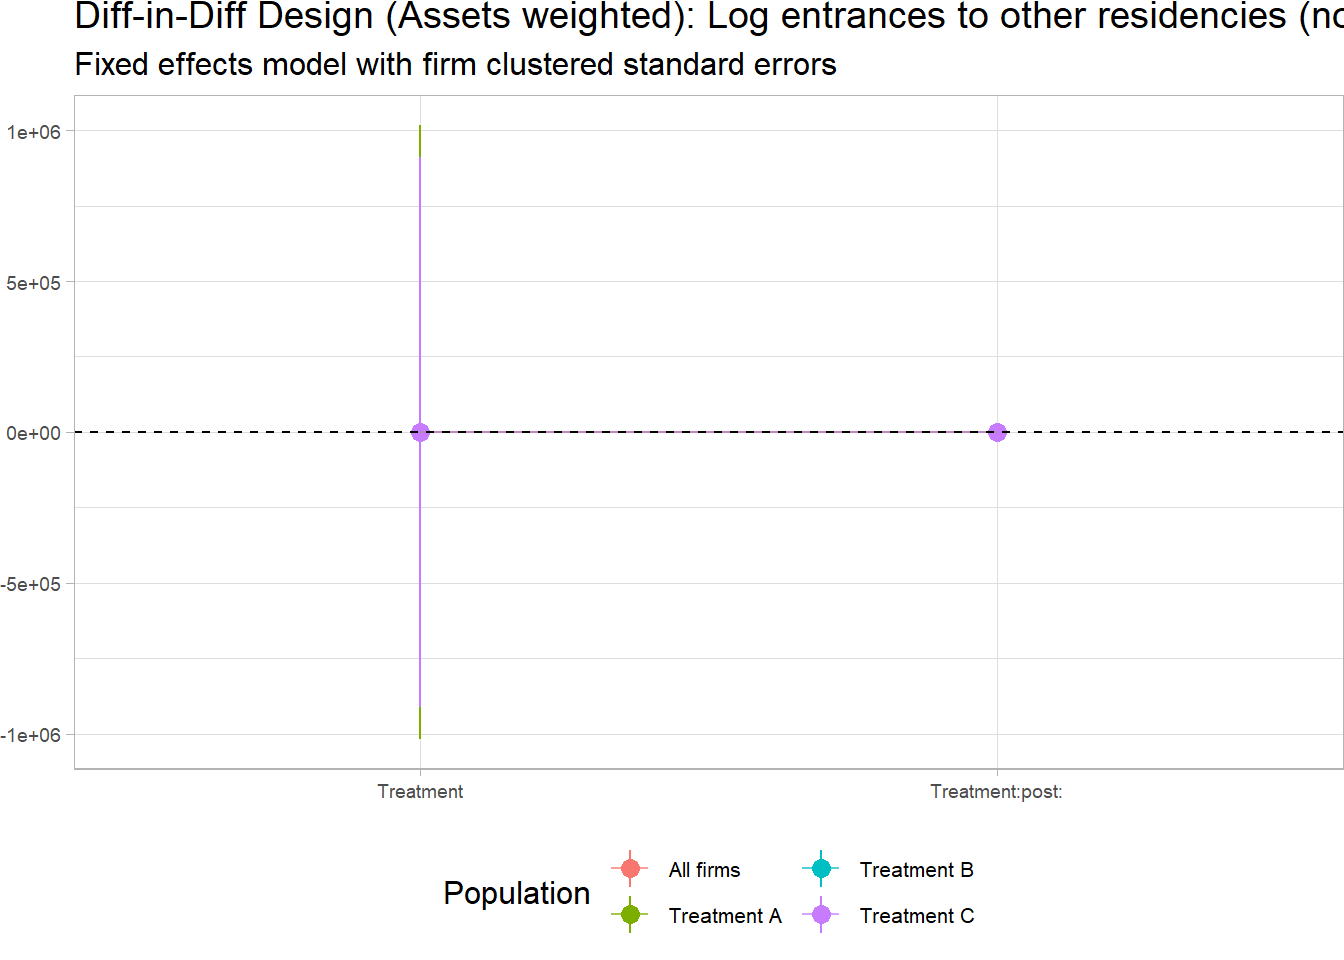 Diff-in-Diff Design (Assets weighted): Log entrances to other residencies (no
Fixed effects model with firm clustered standard errors
1e+06
5e+05
0e+00
-5e+05
-1e+06
Treatment
Treatment:post:
Population
All firms
Treatment B
Treatment A
Treatment C